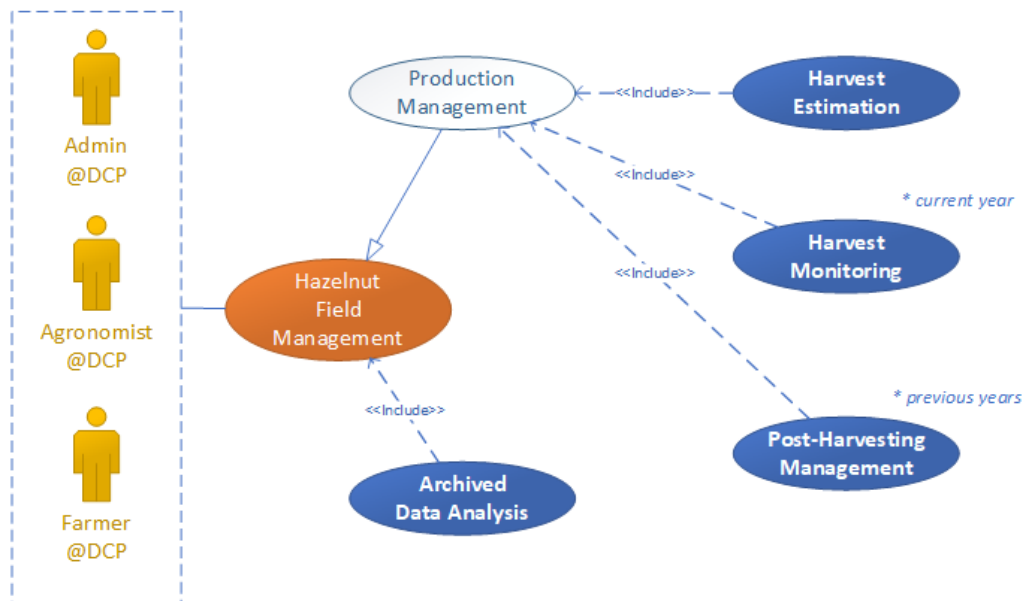 Admin
@DCP
Agronomist
@DCP
Farmer
@DCP
Production
Management
<<Include>>
Harvest
Estimation
<<Include>>
* current year
Harvest
Monitoring
<<Include>>
Hazelnut
Field
Management
* previous years
<<Include>>
Post-Harvesting
Management
Archived
Data Analysis